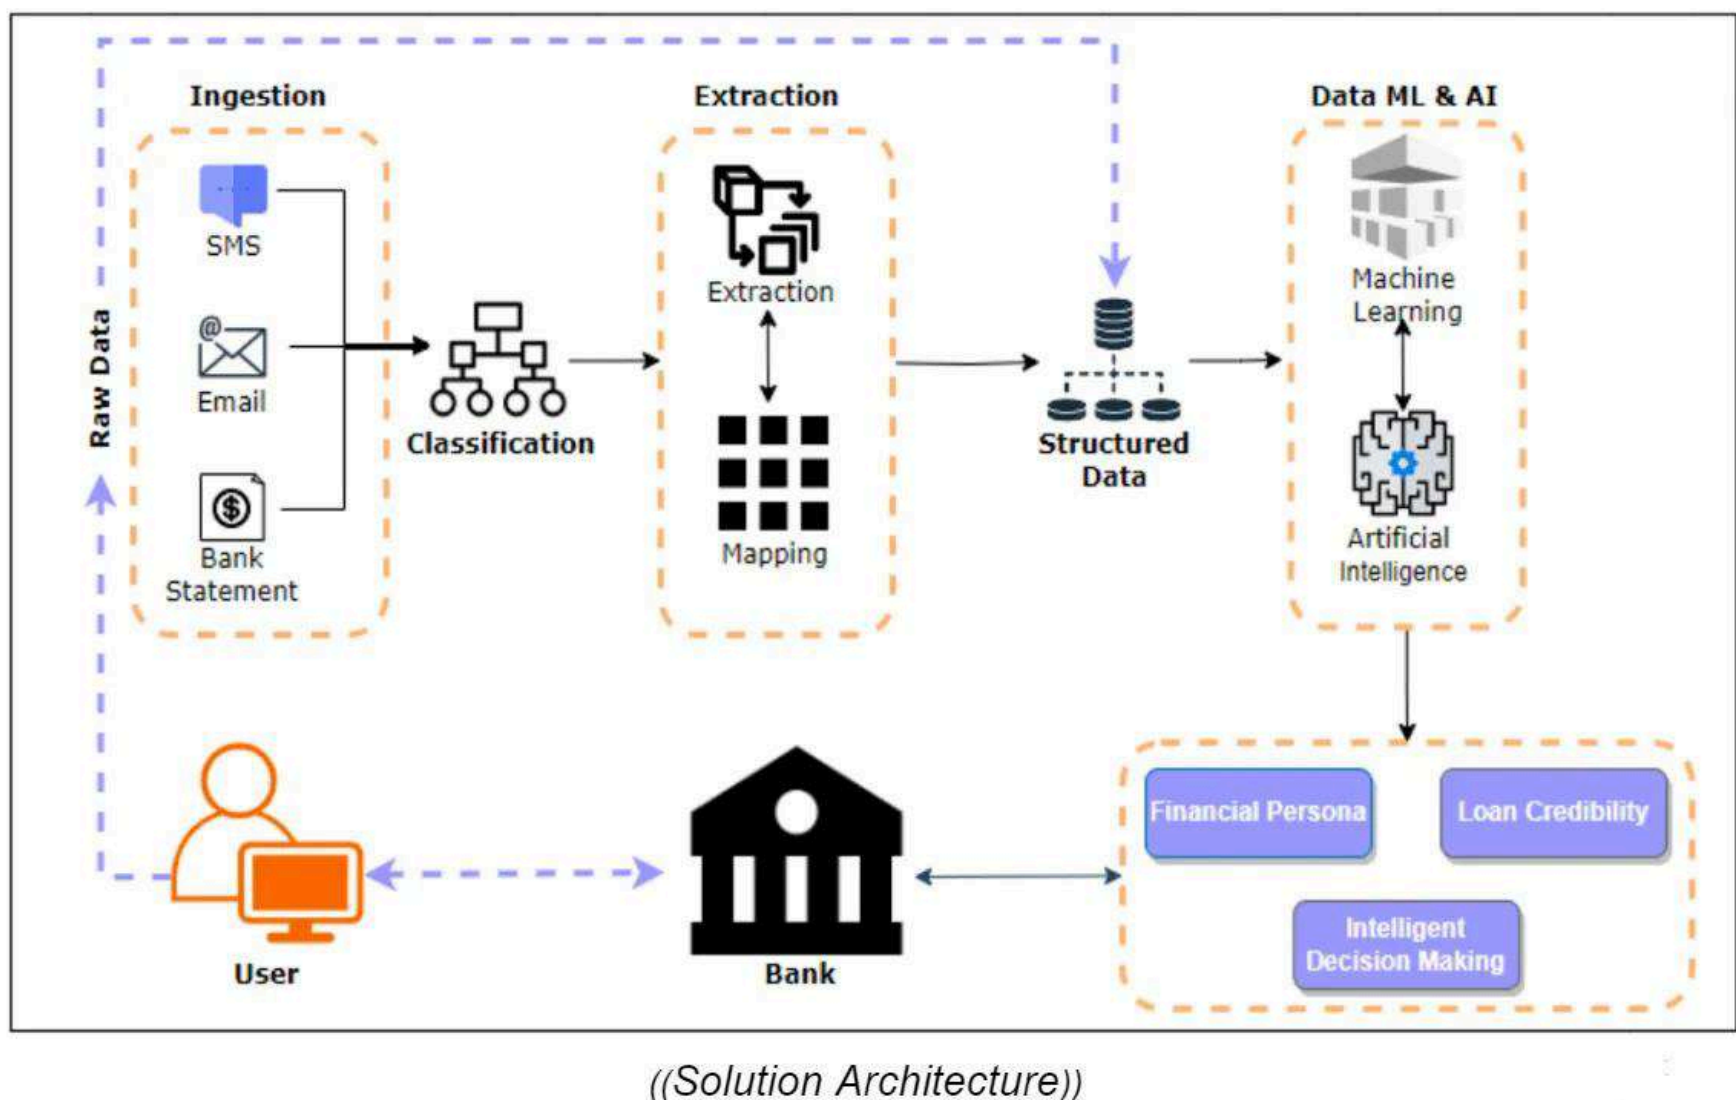 Ingestion
Extraction
Data ML & AI
SMS
Email
Bank
Statement
Raw Data
Classification
Extraction
Mapping
Structured
Data
Machine
Learning
Artificial
Intelligence
Financial Persona
Loan Credibility
Intelligent
Decision Making
User
Bank
((Solution Architecture))